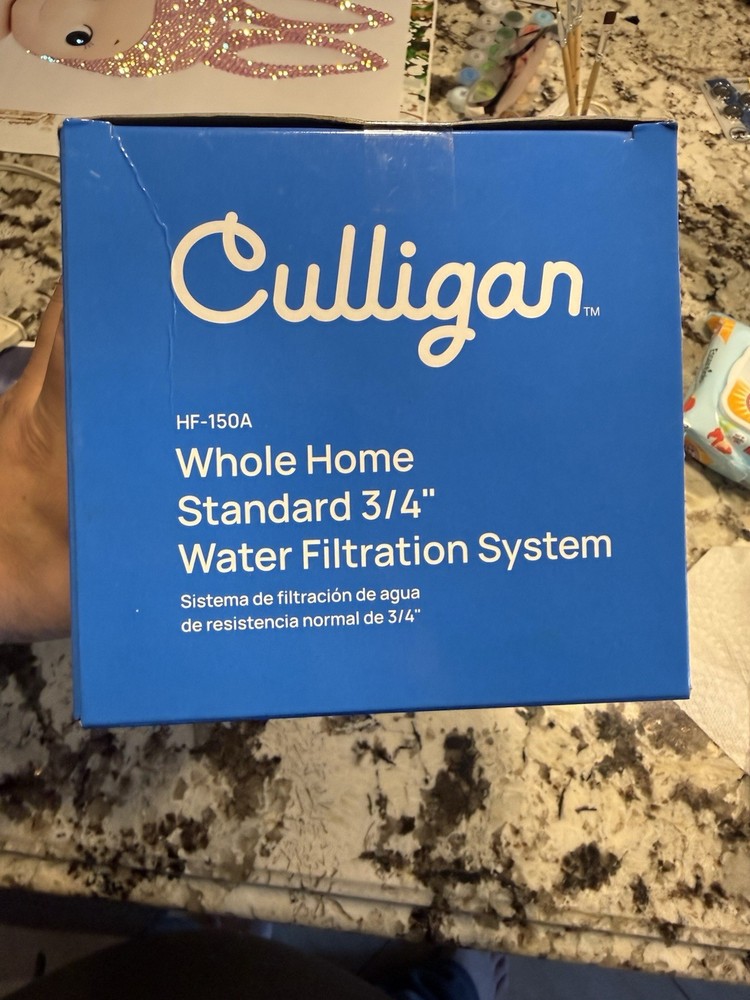 Culligan™
HF-150A
Whole Home
Standard 3/4"
Water Filtration System
Sistema de filtración de agua
de resistencia normal de 3/4"